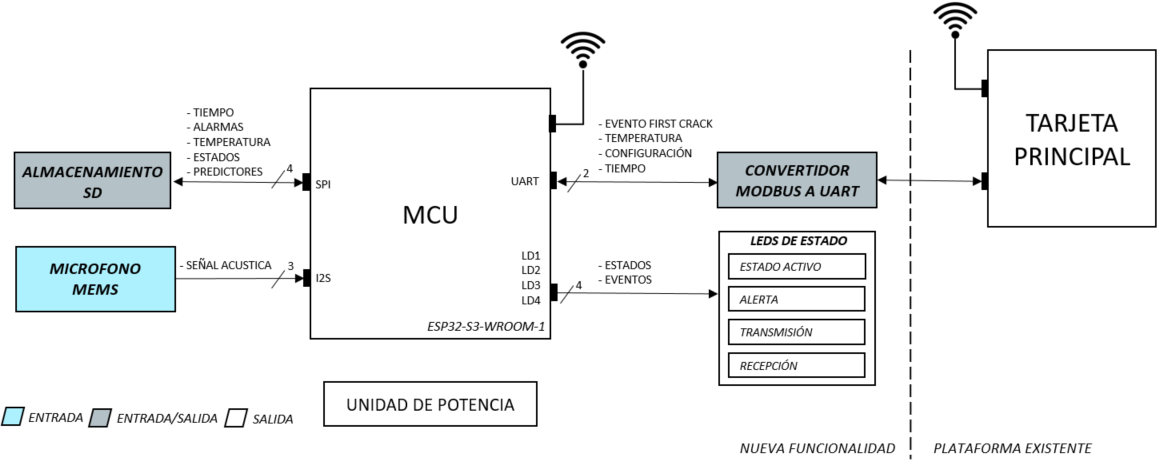 - TIEMPO
- ALARMAS
- TEMPERATURA
- ESTADOS
- PREDICTORES
4
ALMACENAMIENTO
SD
SPI
MICROFONO
MEMS
- SEÑAL ACUSTICA
3
I2S
MCU
UART
LD1
LD2
LD3
LD4
ESP32-S3-WROOM-1
- EVENTO FIRST CRACK
- TEMPERATURA
- CONFIGURACIÓN
- TIEMPO
2
CONVERTIDOR
MODBUS A UART
- ESTADOS
- EVENTOS
4
LEDS DE ESTADO
ESTADO ACTIVO
ALERTA
TRANSMISIÓN
RECEPCIÓN
TARJETA
PRINCIPAL
UNIDAD DE POTENCIA
ENTRADA
ENTRADA/SALIDA
SALIDA
NUEVA FUNCIONALIDAD
PLATAFORMA EXISTENTE